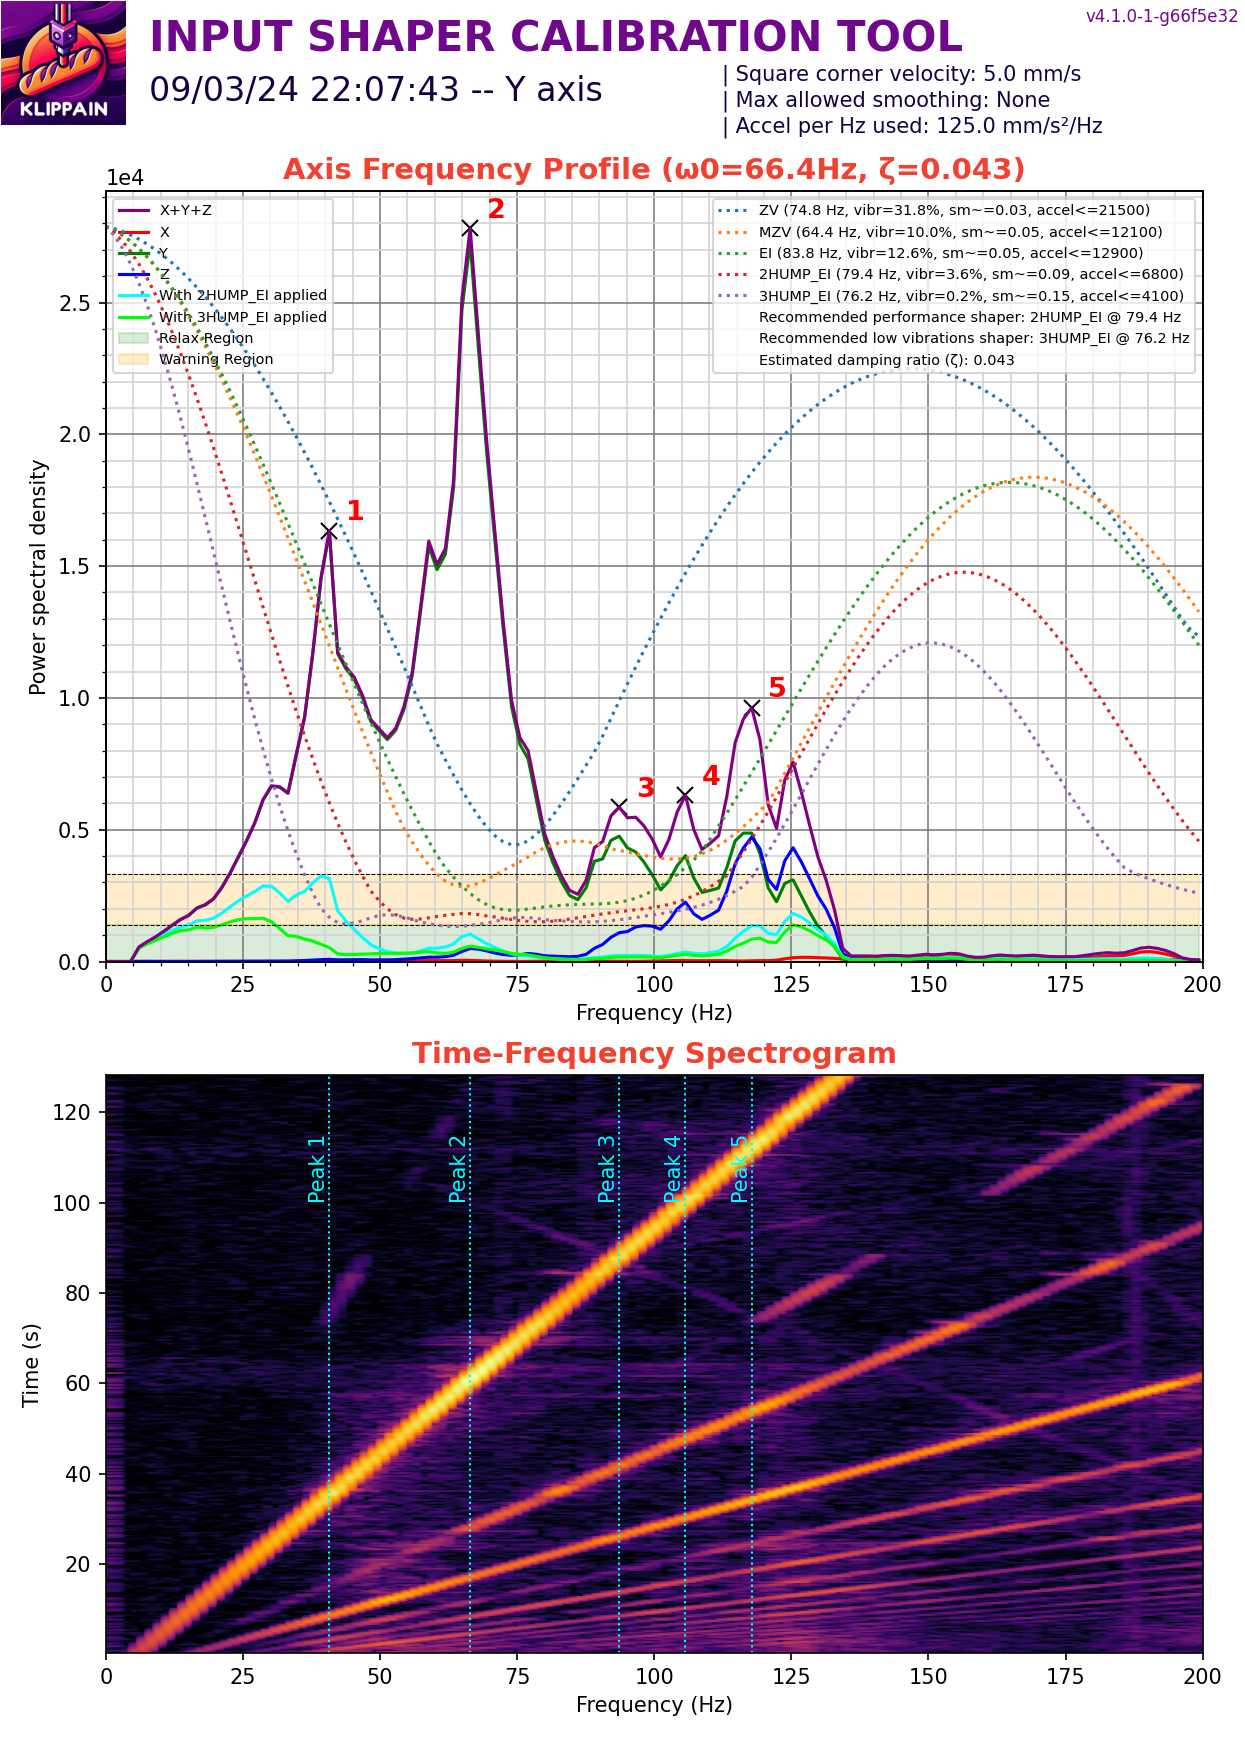 v4.1.0-1-g66f5e32
INPUT SHAPER CALIBRATION TOOL
09/03/24 22:07:43 -- Y axis
| Square corner velocity: 5.0 mm/s
| Max allowed smoothing: None
| Accel per Hz used: 125.0 mm/s²/Hz
KLIPPAIN
Axis Frequency Profile (ω0=66.4Hz, ζ=0.043)
1e4
X+Y+Z
X
Y
Z
With 2HUMP_EI applied
With 3HUMP_EI applied
Relax Region
Warning Region
ZV (74.8 Hz, vibr=31.8%, sm~=0.03, accel<=21500)
MZV (64.4 Hz, vibr=10.0%, sm~=0.05, accel<=12100)
EI (83.8 Hz, vibr=12.6%, sm~=0.05, accel<=12900)
2HUMP_EI (79.4 Hz, vibr=3.6%, sm~=0.09, accel<=6800)
3HUMP_EI (76.2 Hz, vibr=0.2%, sm~=0.15, accel<=4100)
Recommended performance shaper: 2HUMP_EI @ 79.4 Hz
Recommended low vibrations shaper: 3HUMP_EI @ 76.2 Hz
Estimated damping ratio (ζ): 0.043
2
1
5
3
4
Power spectral density
2.5
2.0
1.5
1.0
0.5
0.0
0 25 50 75 100 125 150 175 200
Frequency (Hz)
Time-Frequency Spectrogram
Time (s)
120
100
80
60
40
20
Peak 1
Peak 2
Peak 3
Peak 4
Peak 5
0 25 50 75 100 125 150 175 200
Frequency (Hz)